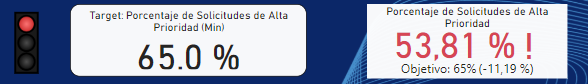 Target: Porcentaje de Solicitudes de Alta
Prioridad (Min)
65.0 %
Porcentaje de Solicitudes de Alta
Prioridad
53,81 % !
Objetivo: 65% (-11,19 %)